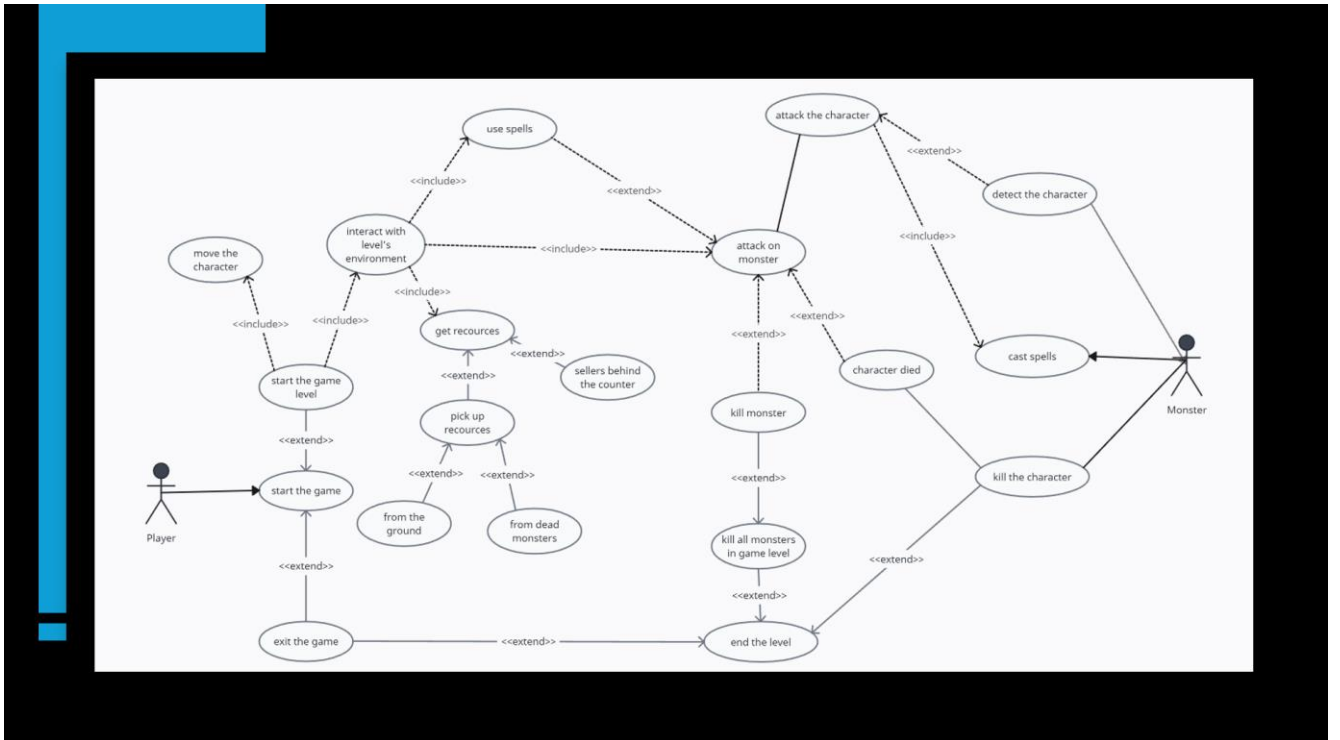 attack the character
use spells
<<extend>>
<<include>>
<<extend>>
detect the character
interact with
level's
environment
<<include>>
<<include>>
attack on
monster
move the
character
<<include>>
<<extend>>
<<include>>
<<include>>
get recources
<<extend>>
<<extend>>
cast spells
sellers behind
the counter
character died
<<extend>>
start the game
level
Monster
kill monster
pick up
recources
<<extend>>
<<extend>>
<<extend>>
<<extend>>
kill the character
start the game
Player
from the
ground
from dead
monsters
kill all monsters
in game level
<<extend>>
<<extend>>
<<extend>>
exit the game
<<extend>>
end the level